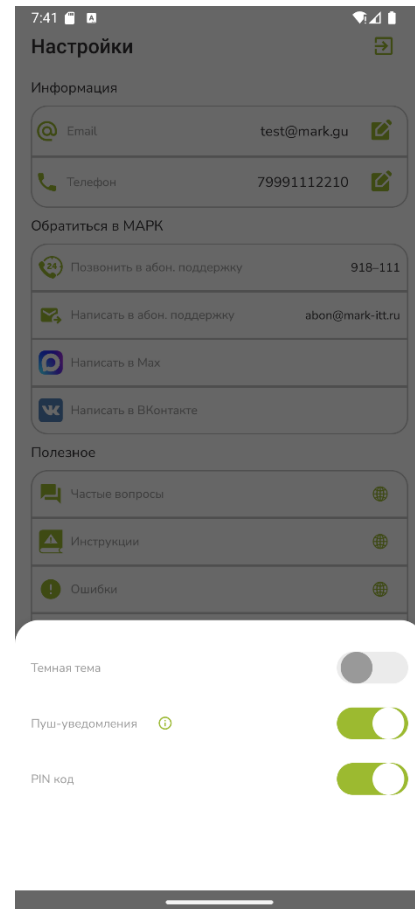 7:41
Настройки
Информация
Email test@mark.gu
Телефон 79991112210
Обратиться в МАРК
24 Позвонить в абон. поддержку 918–111
Написать в абон. поддержку abon@mark-itt.ru
Написать в Max
Написать в ВКонтакте
Полезное
Частые вопросы
Инструкции
Ошибки
Темная тема
Пуш-уведомления
PIN код